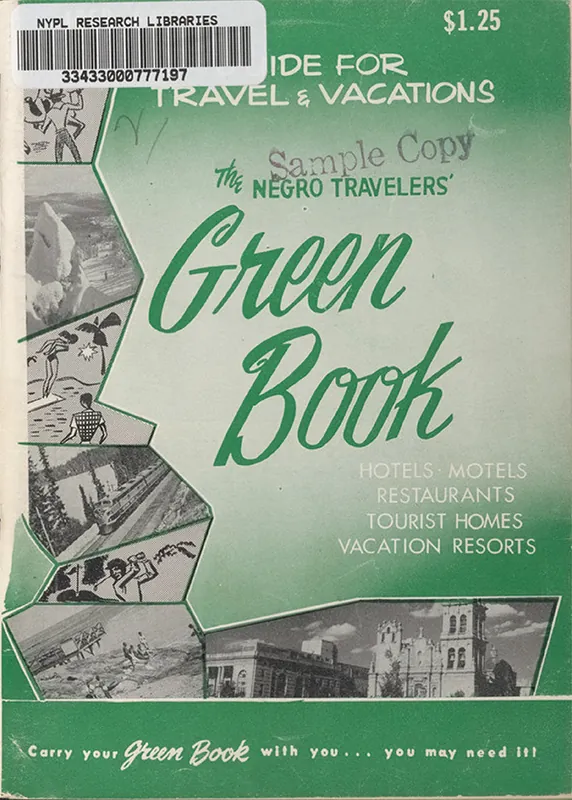 NYPL RESEARCH LIBRARIES
33433000777197
$1.25
IDE FOR
TRAVEL & VACATIONS
Sample Copy
The NEGRO TRAVELERS'
Green
Book
HOTELS · MOTELS
RESTAURANTS
TOURIST HOMES
VACATION RESORTS
Carry your Green Book with you... you may need it!